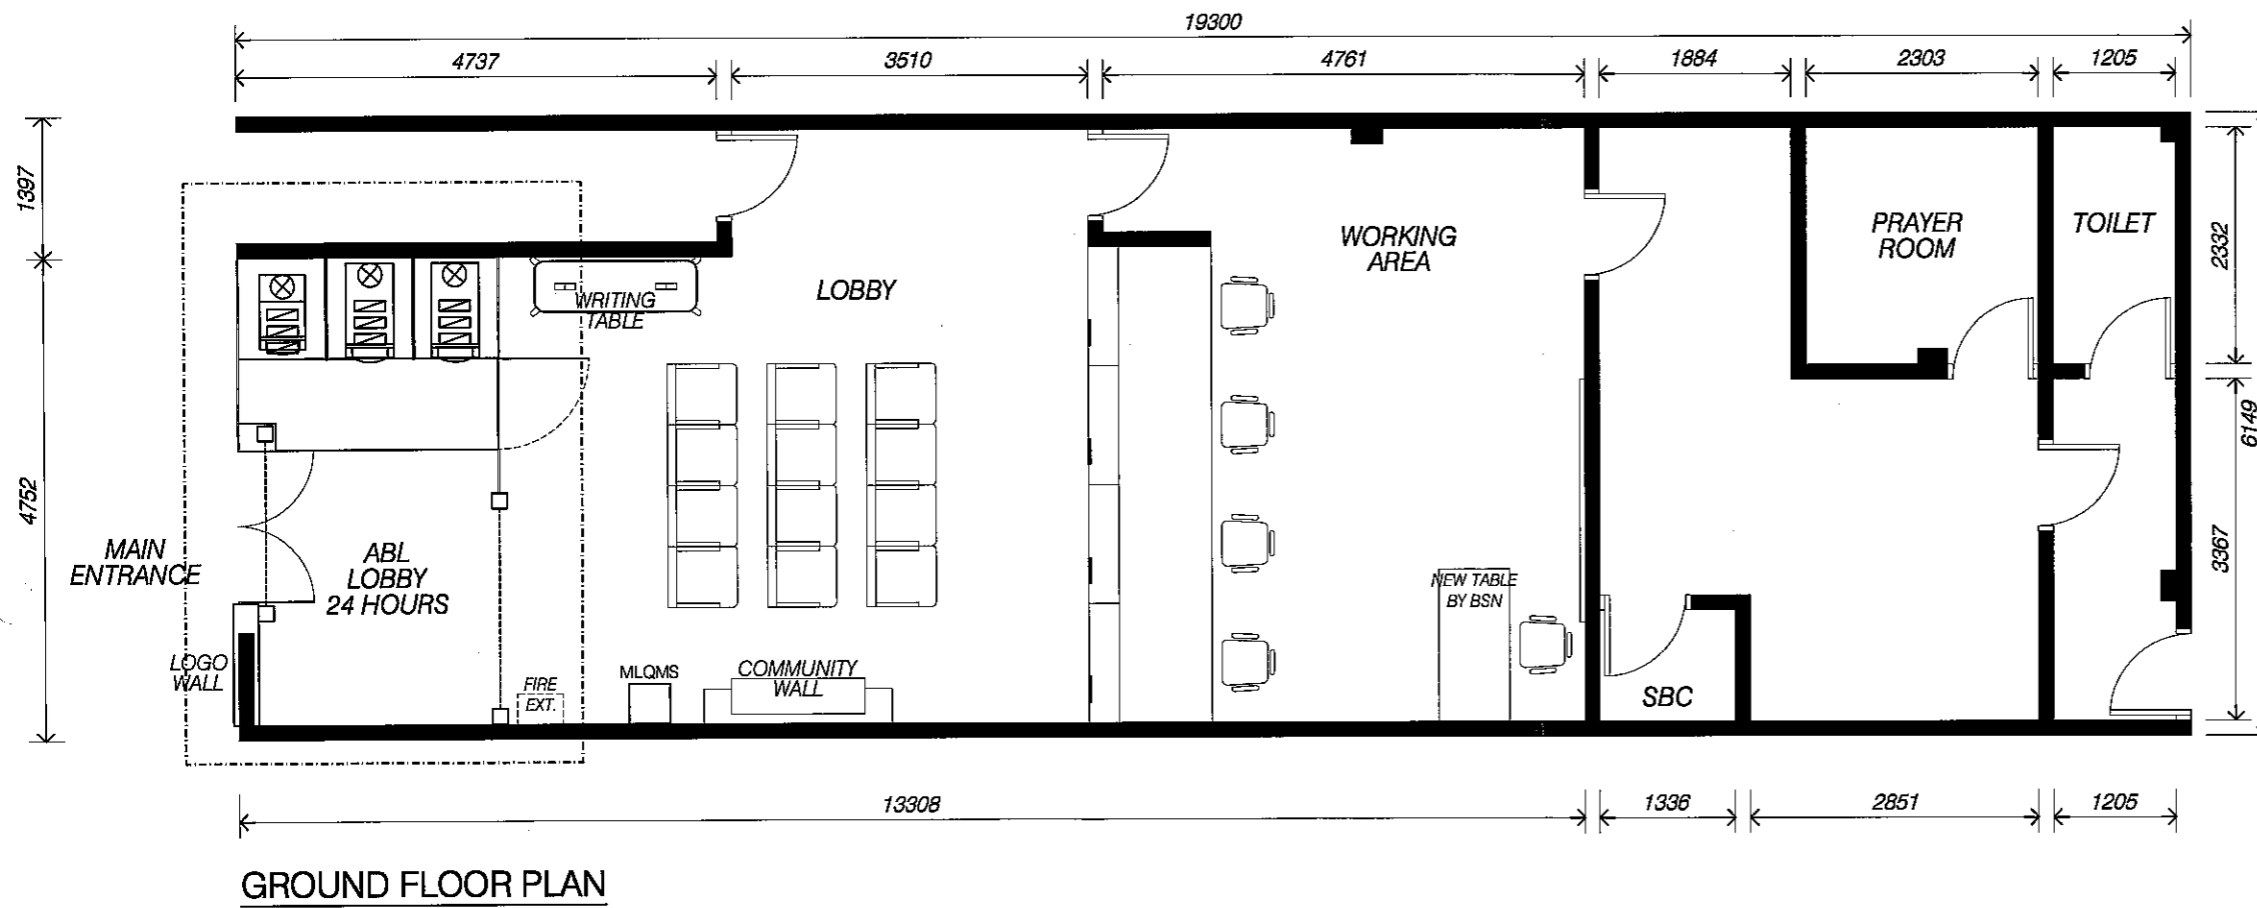 19300
4737
3510
4761
1884
2303
1205
1397
4752
2332
3367
6149
PRAYER
ROOM
TOILET
WORKING
AREA
LOBBY
WRITING
TABLE
MAIN
ENTRANCE
ABL
LOBBY
24 HOURS
NEW TABLE
BY BSN
LOGO
WALL
FIRE
EXT.
MLQMS
COMMUNITY
WALL
SBC
13308
1336
2851
1205
GROUND FLOOR PLAN